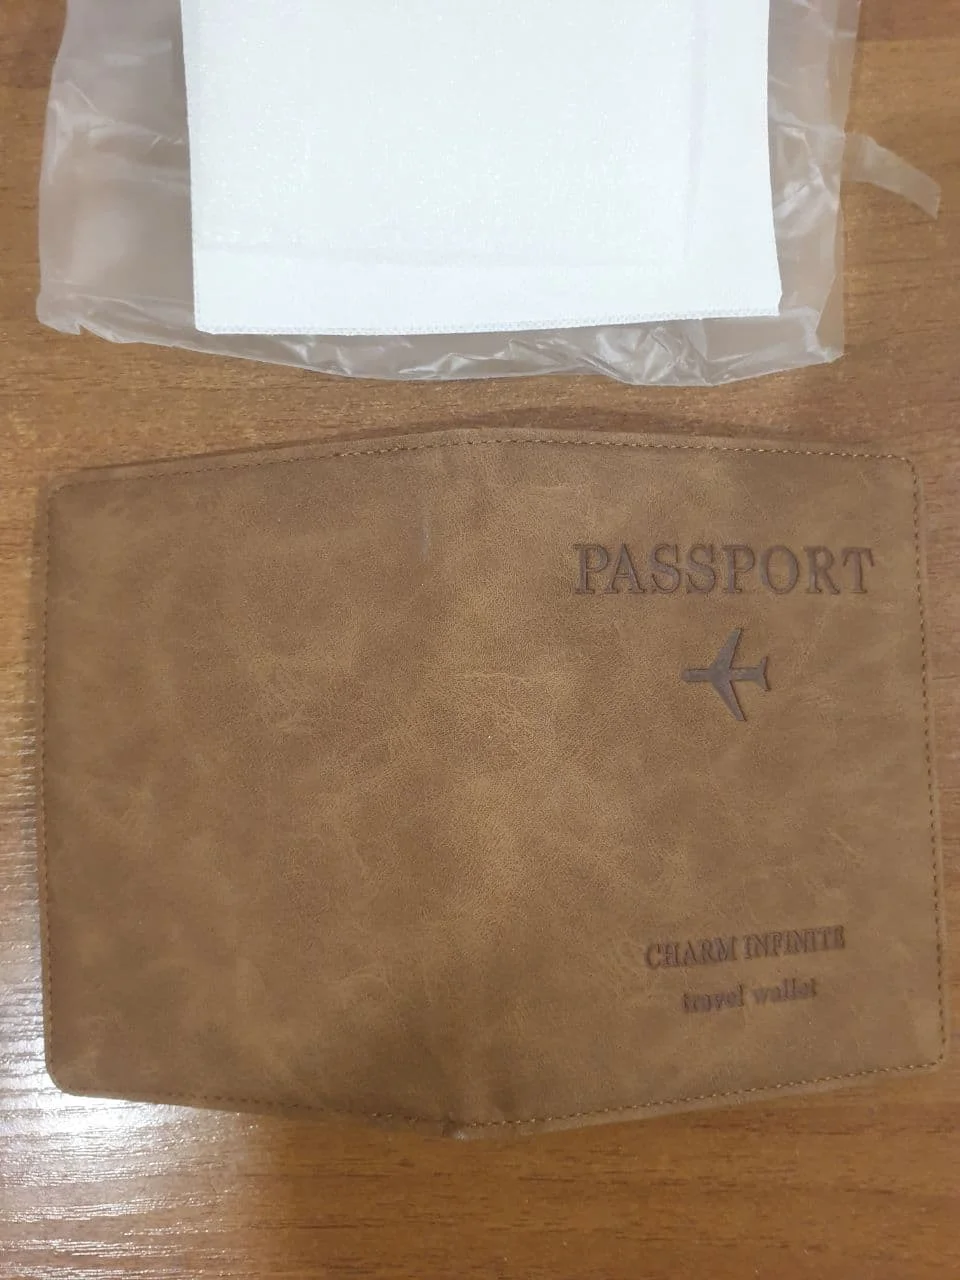 PASSPORT
CHARM INFINITE
travel wallet